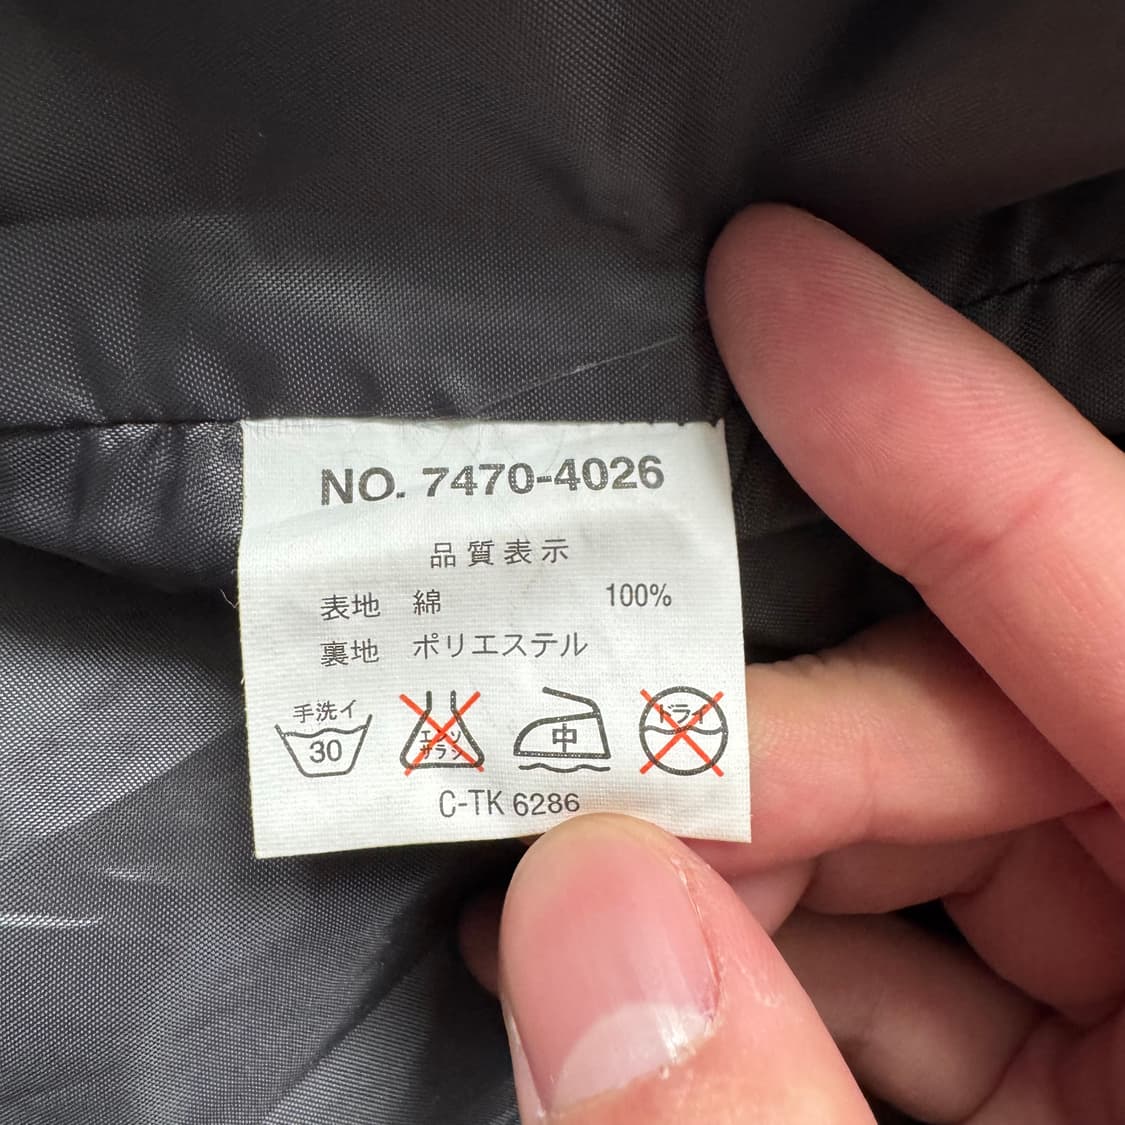 NO. 7470-4026
品質表示
表地 綿 100%
裏地 ポリエステル
手洗イ
30
エンソ
サラシ
中
ドライ
C-TK 6286